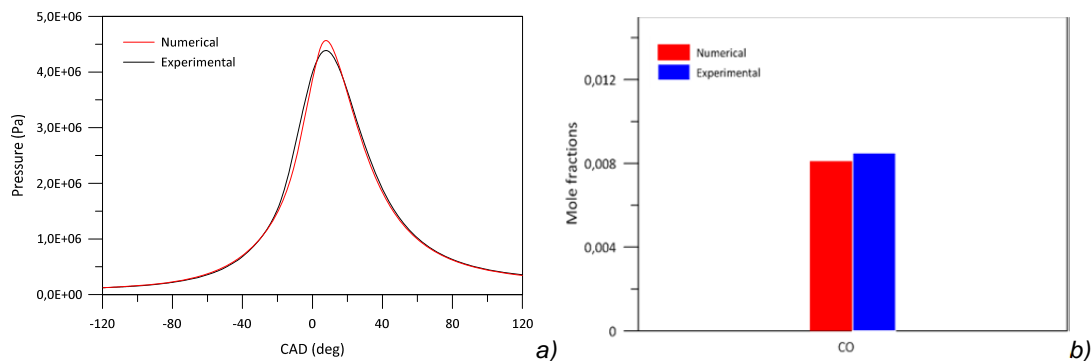 5,0E+06
4,0E+06
3,0E+06
2,0E+06
1,0E+06
0,0E+00
Pressure (Pa)
Numerical
Experimental
-120 -80 -40 0 40 80 120
CAD (deg)
a)
0,012
0,008
0,004
0
Mole fractions
Numerical
Experimental
CO
b)